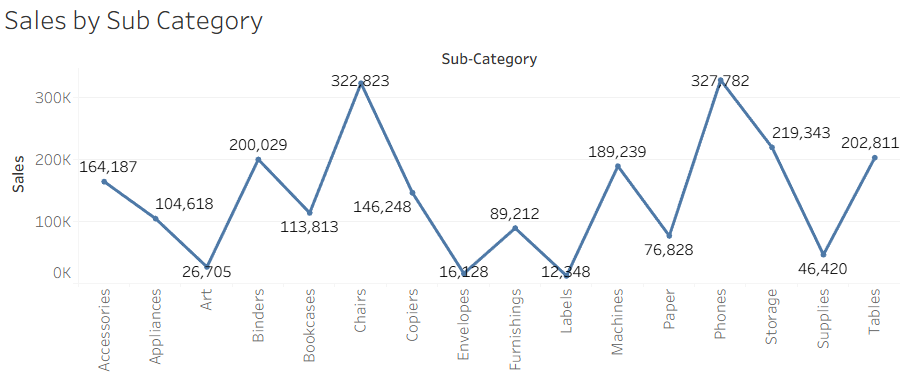 Sales by Sub Category
Sub-Category
Sales
300K
200K
100K
0K
164,187
104,618
26,705
200,029
113,813
322,823
146,248
16,128
89,212
12,348
189,239
76,828
327,782
219,343
46,420
202,811
Accessories
Appliances
Art
Binders
Bookcases
Chairs
Copiers
Envelopes
Furnishings
Labels
Machines
Paper
Phones
Storage
Supplies
Tables